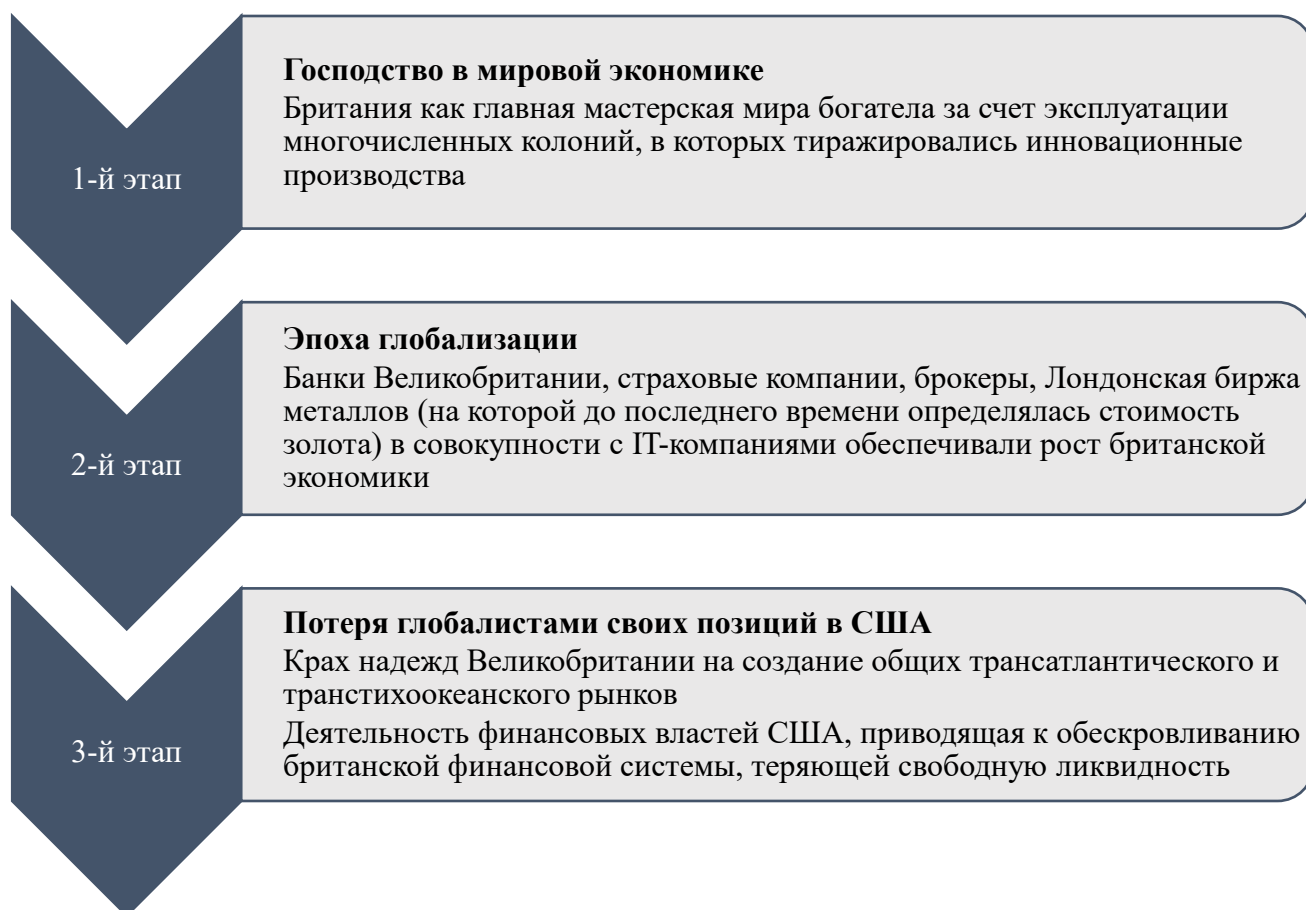 1-й этап
Господство в мировой экономике
Британия как главная мастерская мира богатела за счет эксплуатации
многочисленных колоний, в которых тиражировались инновационные
производства
2-й этап
Эпоха глобализации
Банки Великобритании, страховые компании, брокеры, Лондонская биржа
металлов (на которой до последнего времени определялась стоимость
золота) в совокупности с IT-компаниями обеспечивали рост британской
экономики
3-й этап
Потеря глобалистами своих позиций в США
Крах надежд Великобритании на создание общих трансатлантического и
транстихоокеанского рынков
Деятельность финансовых властей США, приводящая к обескровливанию
британской финансовой системы, теряющей свободную ликвидность